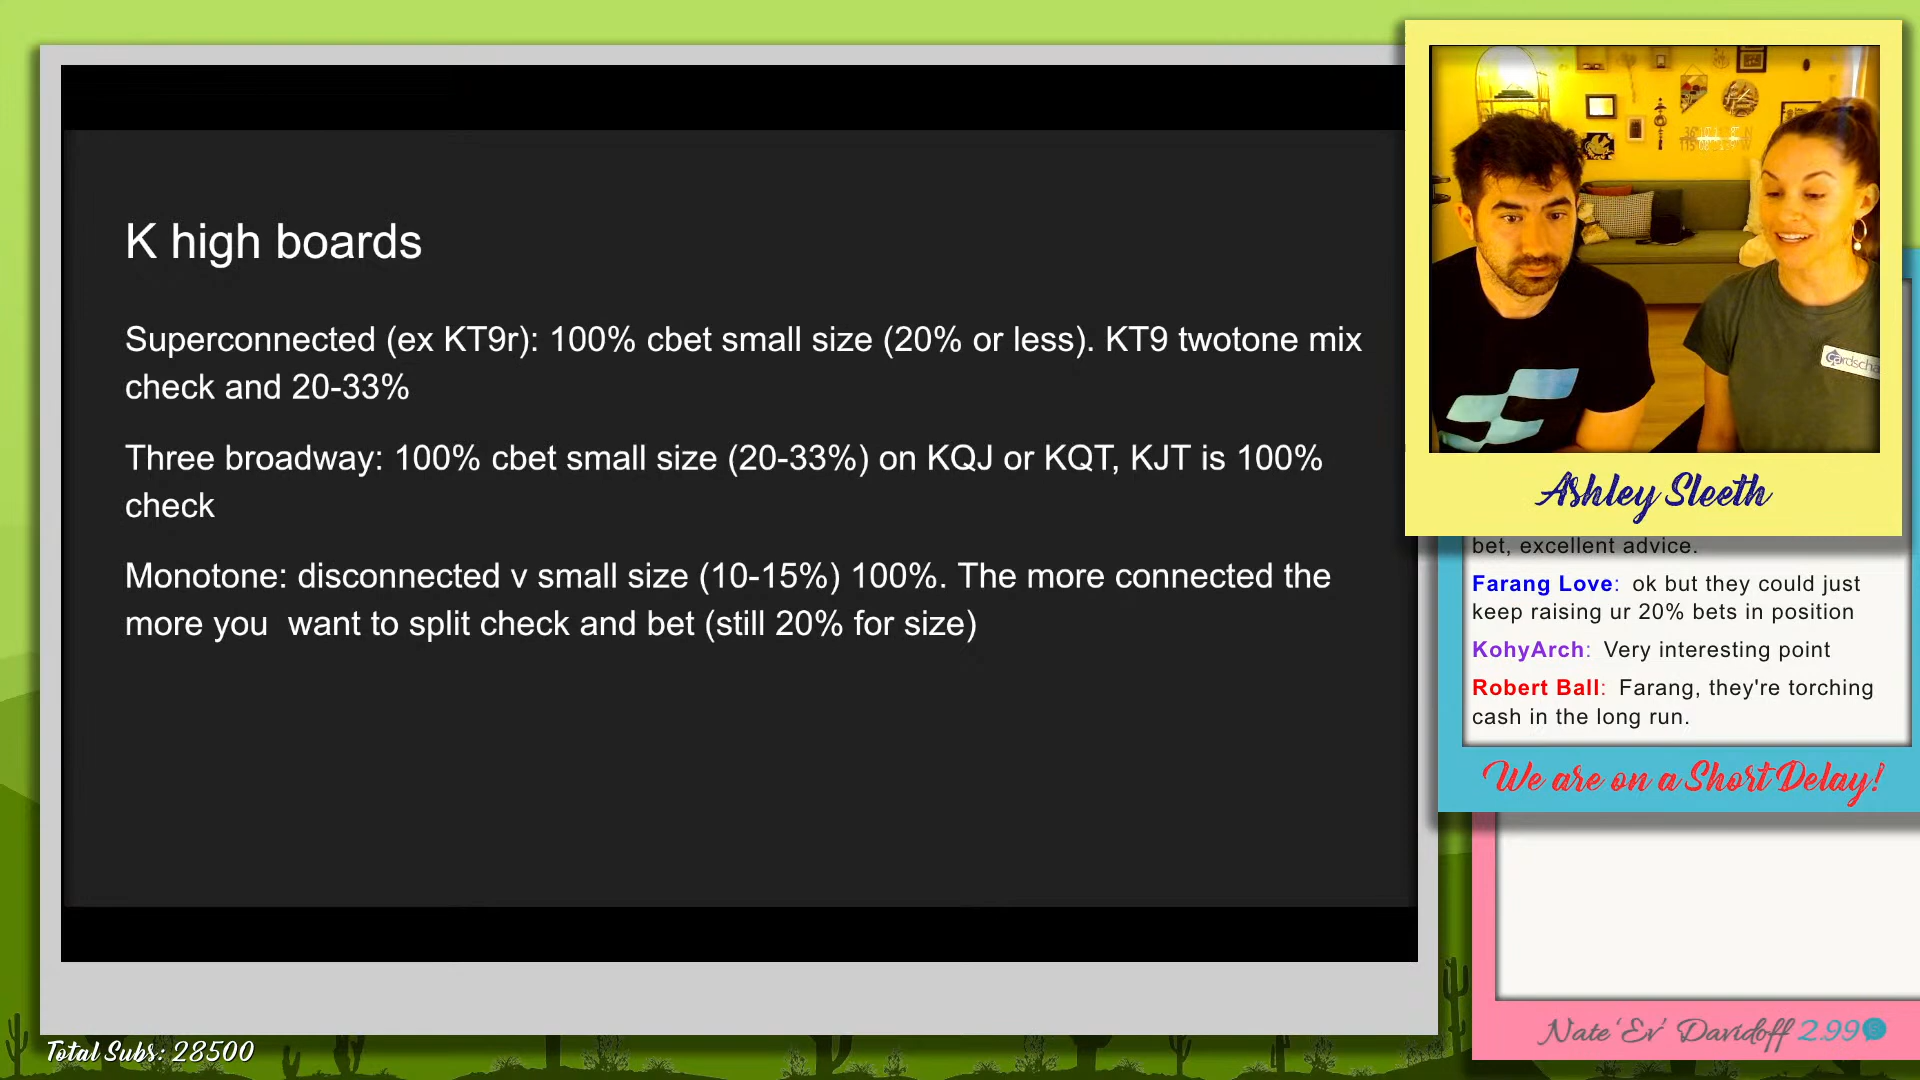 K high boards
Superconnected (ex KT9r): 100% cbet small size (20% or less). KT9 twotone mix
check and 20-33%
Three broadway: 100% cbet small size (20-33%) on KQJ or KQT, KJT is 100%
check
Monotone: disconnected v small size (10-15%) 100%. The more connected the
more you  want to split check and bet (still 20% for size)
Ashley Sleeth
bet, excellent advice.
Farang Love: ok but they could just
keep raising ur 20% bets in position
KohyArch: Very interesting point
Robert Ball: Farang, they're torching
cash in the long run.
We are on a Short Delay!
Nate 'Ev' Davidoff 2.99
Total Subs: 28500